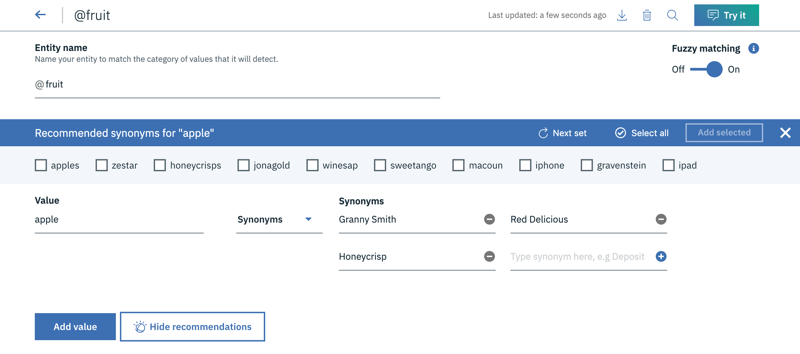 @fruit
Last updated: a few seconds ago
Try it
Entity name
Name your entity to match the category of values that it will detect.
@fruit
Fuzzy matching
Off On
Recommended synonyms for "apple"
Next set
Select all
Add selected
apples zestar honeycrisps jonagold winesap sweetango macoun iphone gravenstein ipad
Value
Synonyms
apple
Synonyms
Granny Smith
Red Delicious
Honeycrisp
Type synonym here, e.g Deposit
Add value
Hide recommendations